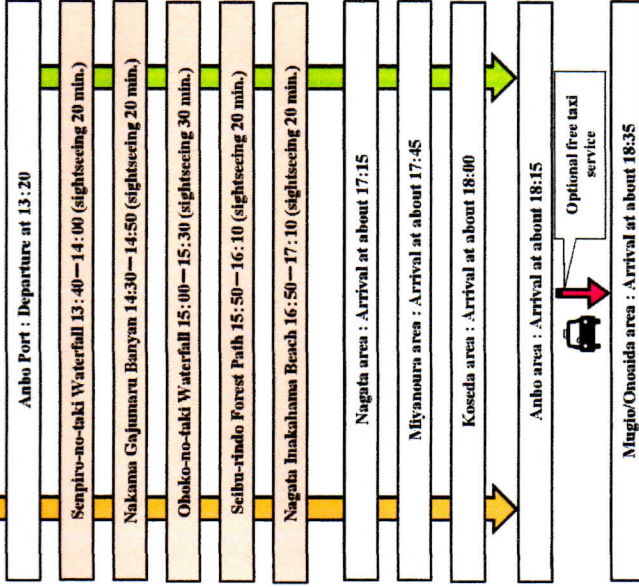 Anbo Port : Departure at 13:20
Senpiro-no-taki Waterfall 13:40—14:00 (sightseeing 20 min.)
Nakama Gajumaru Banyan 14:30—14:50 (sightseeing 20 min.)
Ohoko-no-taki Waterfall 15:00—15:30 (sightseeing 30 min.)
Seibu-rindo Forest Path 15:50—16:10 (sightseeing 20 min.)
Nagata Inakahama Beach 16:50—17:10 (sightseeing 20 min.)
Nagata area : Arrival at about 17:15
Miyanoura area : Arrival at about 17:45
Koseda area : Arrival at about 18:00
Anbo area : Arrival at about 18:15
Optional free taxi
service
Mugio/Onoaida area : Arrival at about 18:35